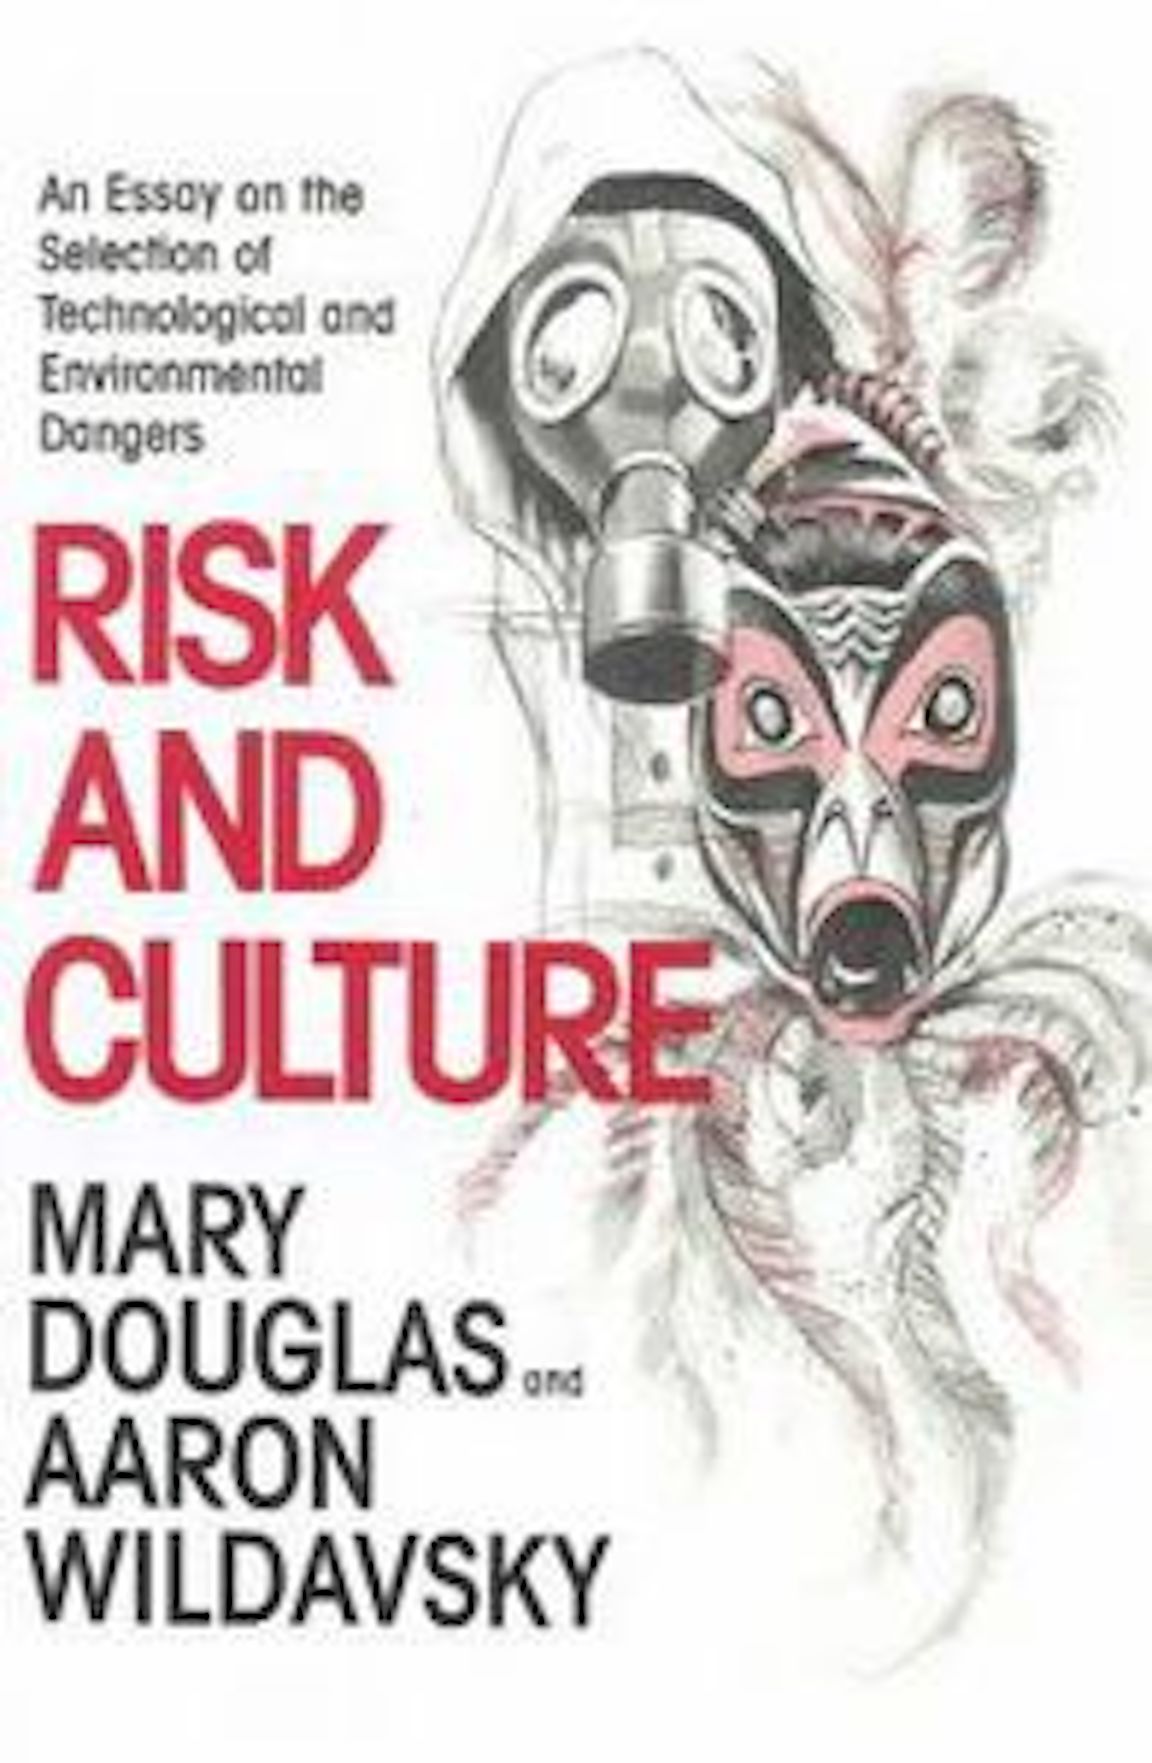 An Essay on the
Selection of
Technological and
Environmental
Dangers
RISK
AND
CULTURE
MARY
DOUGLAS and
AARON
WILDAVSKY